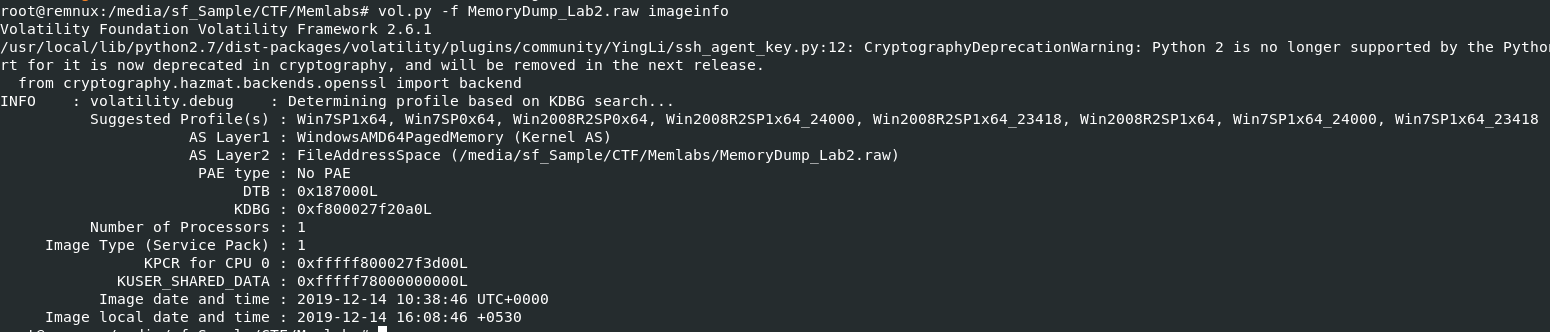 root@remnux:/media/sf_Sample/CTF/Memlabs# vol.py -f MemoryDump_Lab2.raw imageinfo
Volatility Foundation Volatility Framework 2.6.1
/usr/local/lib/python2.7/dist-packages/volatility/plugins/community/YingLi/ssh_agent_key.py:12: CryptographyDeprecationWarning: Python 2 is no longer supported by the Pytho
rt for it is now deprecated in cryptography, and will be removed in the next release.
  from cryptography.hazmat.backends.openssl import backend
INFO    : volatility.debug    : Determining profile based on KDBG search...
          Suggested Profile(s) : Win7SP1x64, Win7SP0x64, Win2008R2SP0x64, Win2008R2SP1x64_24000, Win2008R2SP1x64_23418, Win2008R2SP1x64, Win7SP1x64_24000, Win7SP1x64_23418
                     AS Layer1 : WindowsAMD64PagedMemory (Kernel AS)
                     AS Layer2 : FileAddressSpace (/media/sf_Sample/CTF/Memlabs/MemoryDump_Lab2.raw)
                      PAE type : No PAE
                           DTB : 0x187000L
                          KDBG : 0xf800027f20a0L
          Number of Processors : 1
     Image Type (Service Pack) : 1
                KPCR for CPU 0 : 0xfffff800027f3d00L
             KUSER_SHARED_DATA : 0xfffff78000000000L
           Image date and time : 2019-12-14 10:38:46 UTC+0000
     Image local date and time : 2019-12-14 16:08:46 +0530